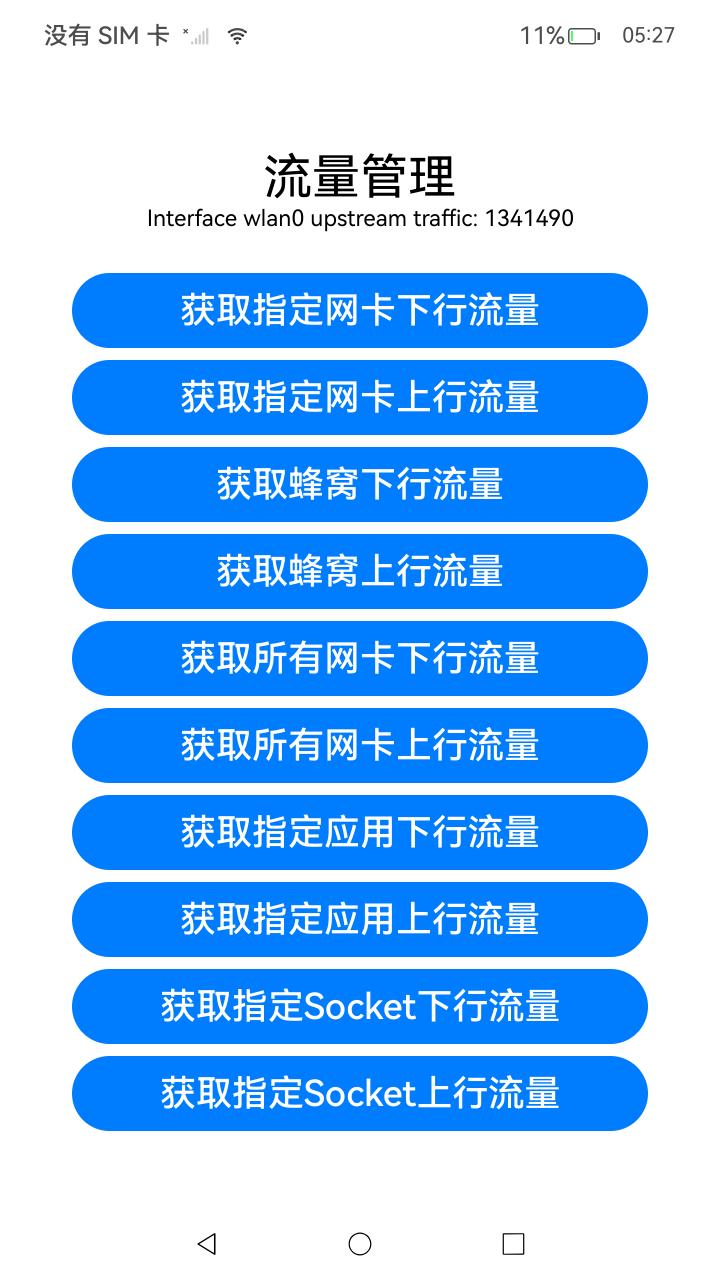 没有 SIM 卡 11% 05:27
流量管理
Interface wlan0 upstream traffic: 1341490
获取指定网卡下行流量
获取指定网卡上行流量
获取蜂窝下行流量
获取蜂窝上行流量
获取所有网卡下行流量
获取所有网卡上行流量
获取指定应用下行流量
获取指定应用上行流量
获取指定Socket下行流量
获取指定Socket上行流量